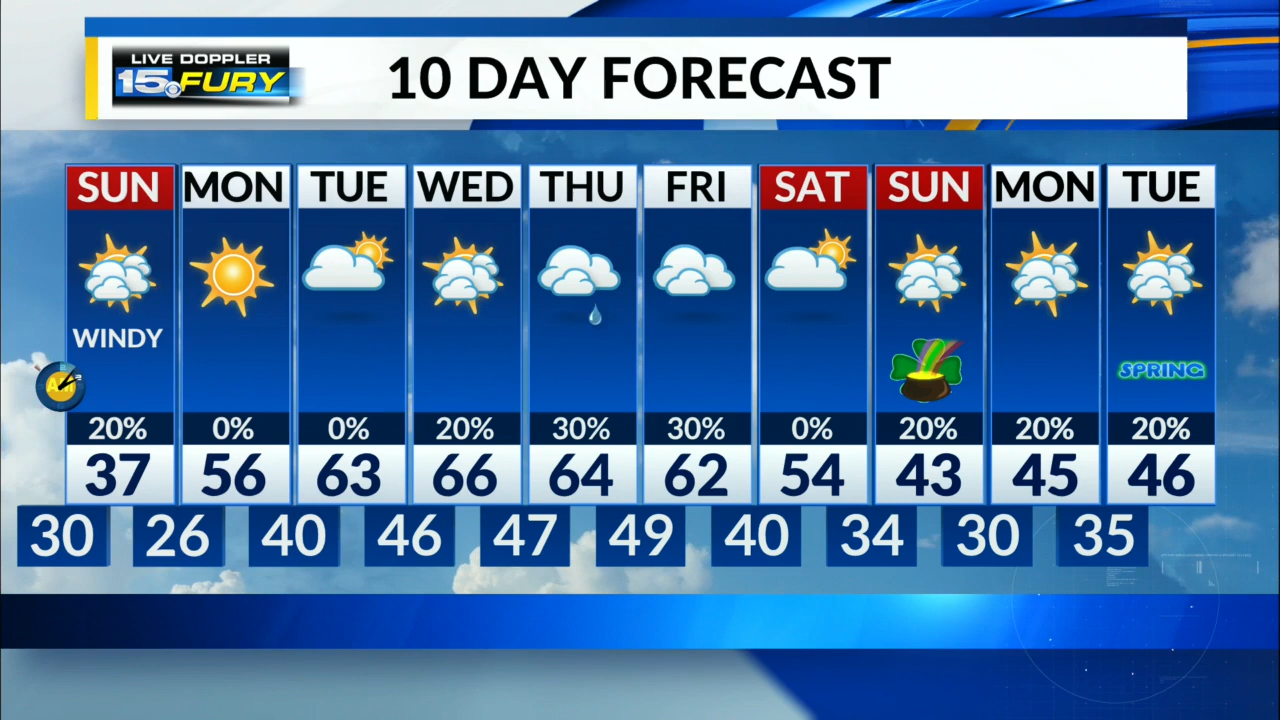 LIVE DOPPLER
15 FURY
10 DAY FORECAST
SUN MON TUE WED THU FRI SAT SUN MON TUE
WINDY
SPRING
20% 0% 0% 20% 30% 30% 0% 20% 20% 20%
37 56 63 66 64 62 54 43 45 46
30 26 40 46 47 49 40 34 30 35